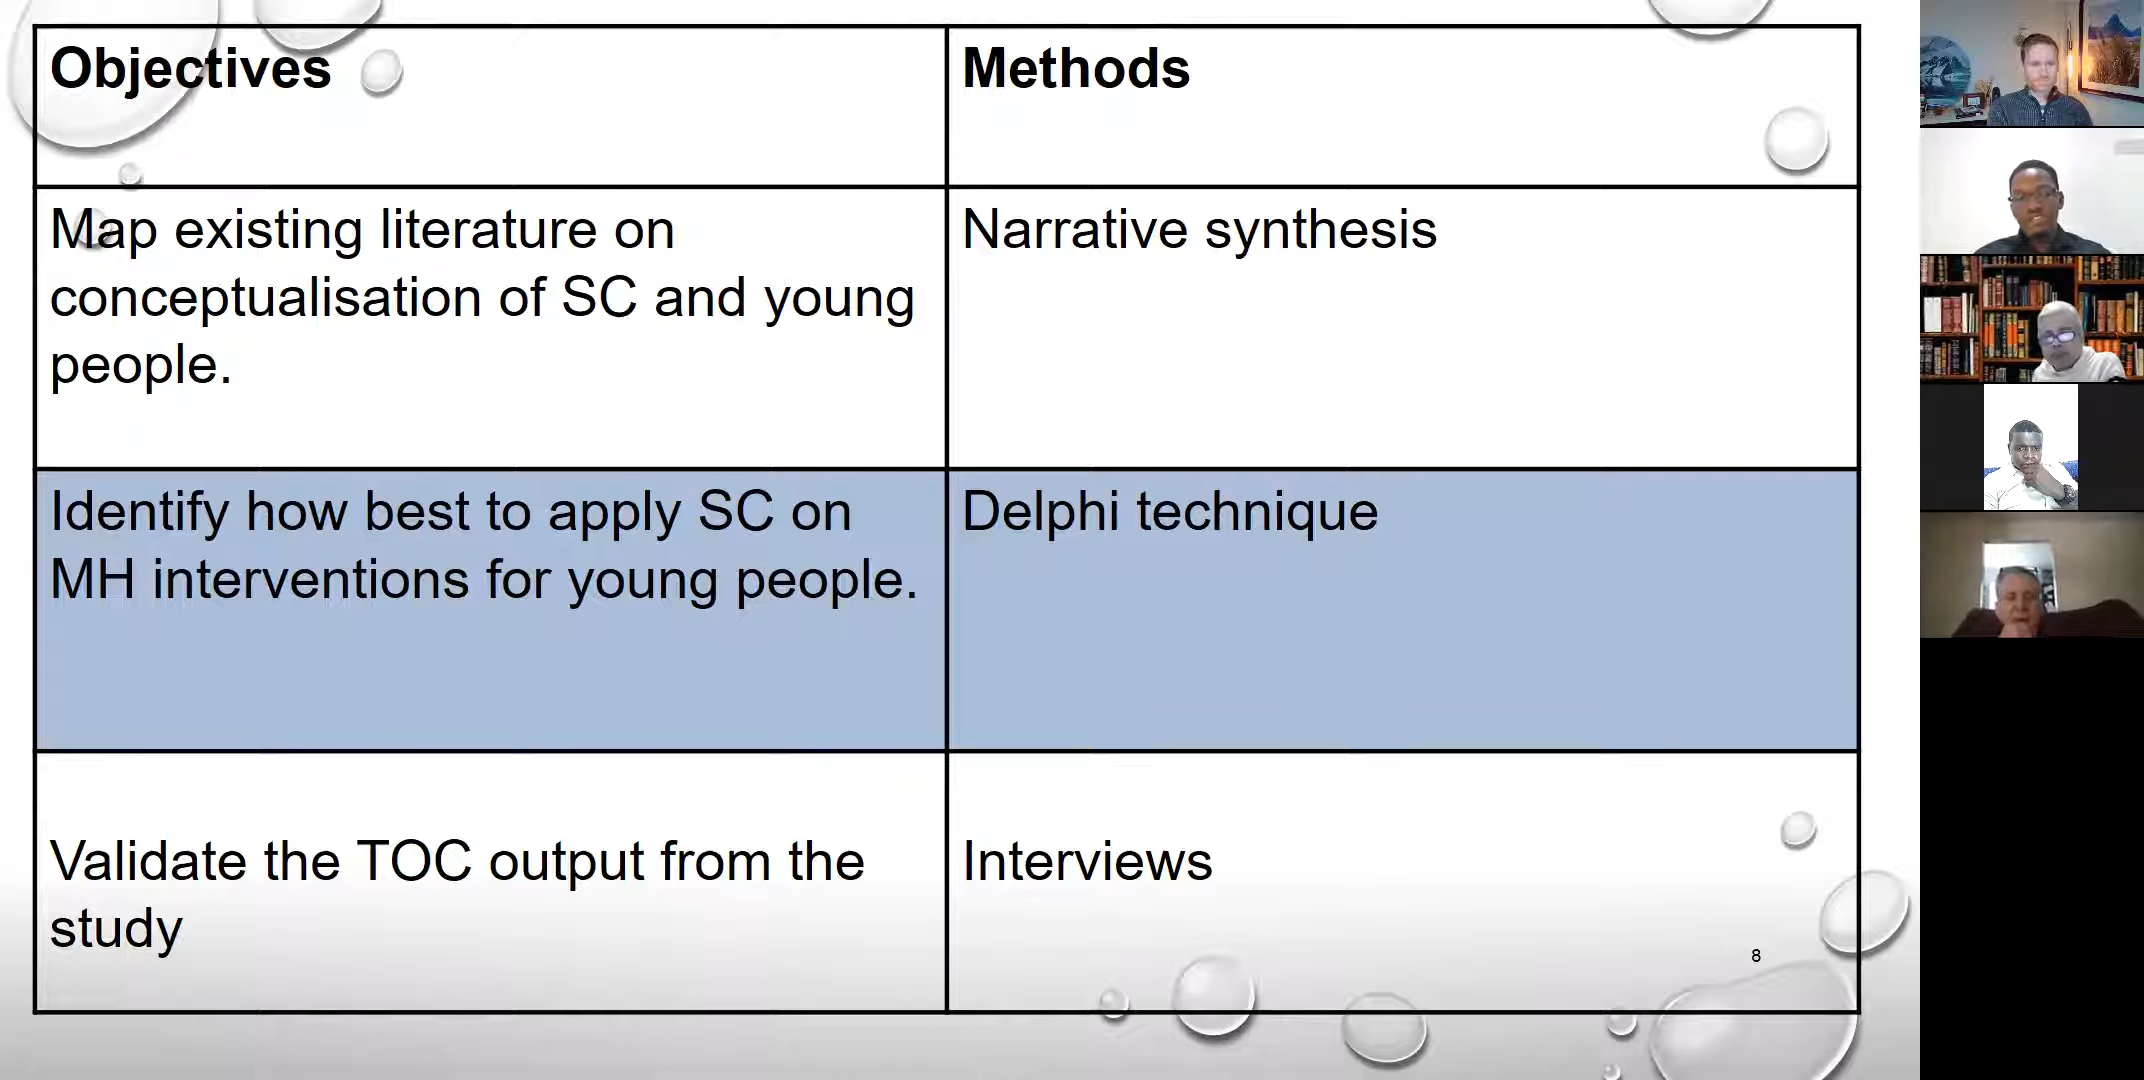 Objectives
Methods
Map existing literature on
conceptualisation of SC and young
people.
Narrative synthesis
Identify how best to apply SC on
MH interventions for young people.
Delphi technique
Validate the TOC output from the
study
Interviews
8